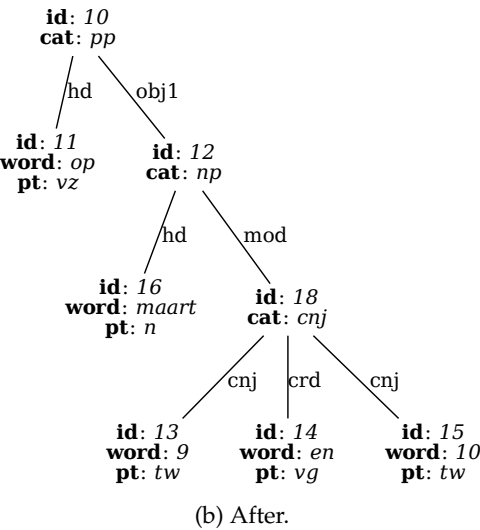 id: 10
cat: pp
hd
obj1
id: 11
word: op
pt: vz
id: 12
cat: np
hd
mod
id: 16
word: maart
pt: n
id: 18
cat: cnj
cnj
crd
cnj
id: 13
word: 9
pt: tw
id: 14
word: en
pt: vg
id: 15
word: 10
pt: tw
(b) After.